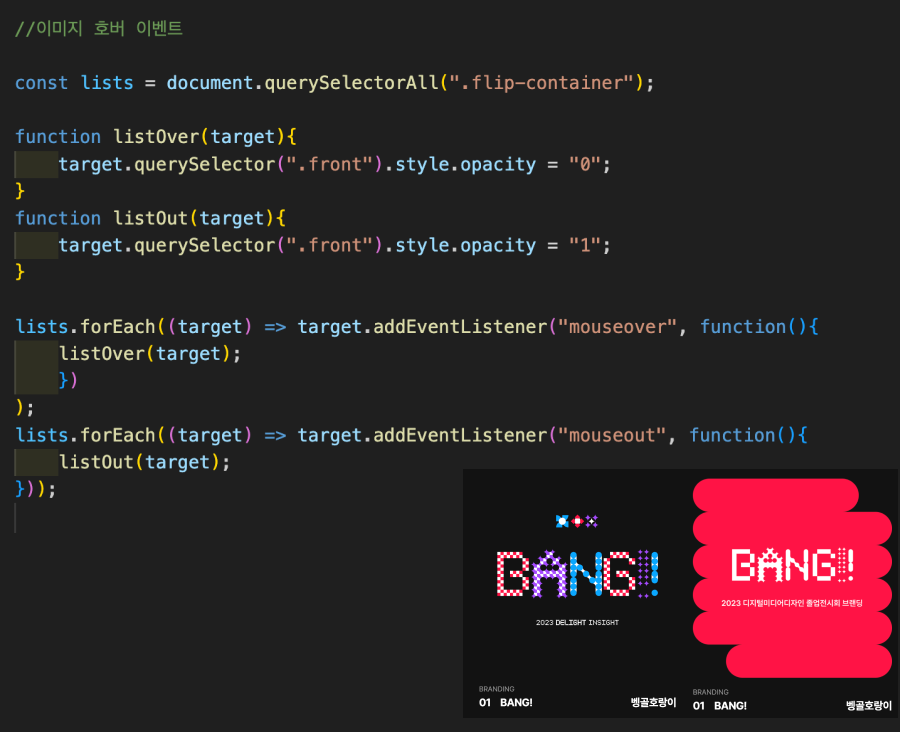 //이미지 호버 이벤트
const lists = document.querySelectorAll(".flip-container");
function listOver(target){
    target.querySelector(".front").style.opacity = "0";
}
function listOut(target){
    target.querySelector(".front").style.opacity = "1";
}
lists.forEach((target) => target.addEventListener("mouseover", function(){
    listOver(target);
    })
);
lists.forEach((target) => target.addEventListener("mouseout", function(){
    listOut(target);
}));
BANG!!
2023 DELIGHT INSIGHT
BRANDING
01 BANG! 벵골호랑이
BANG!!
2023 디지털미디어디자인 졸업전시회 브랜딩
BRANDING
01 BANG! 벵골호랑이